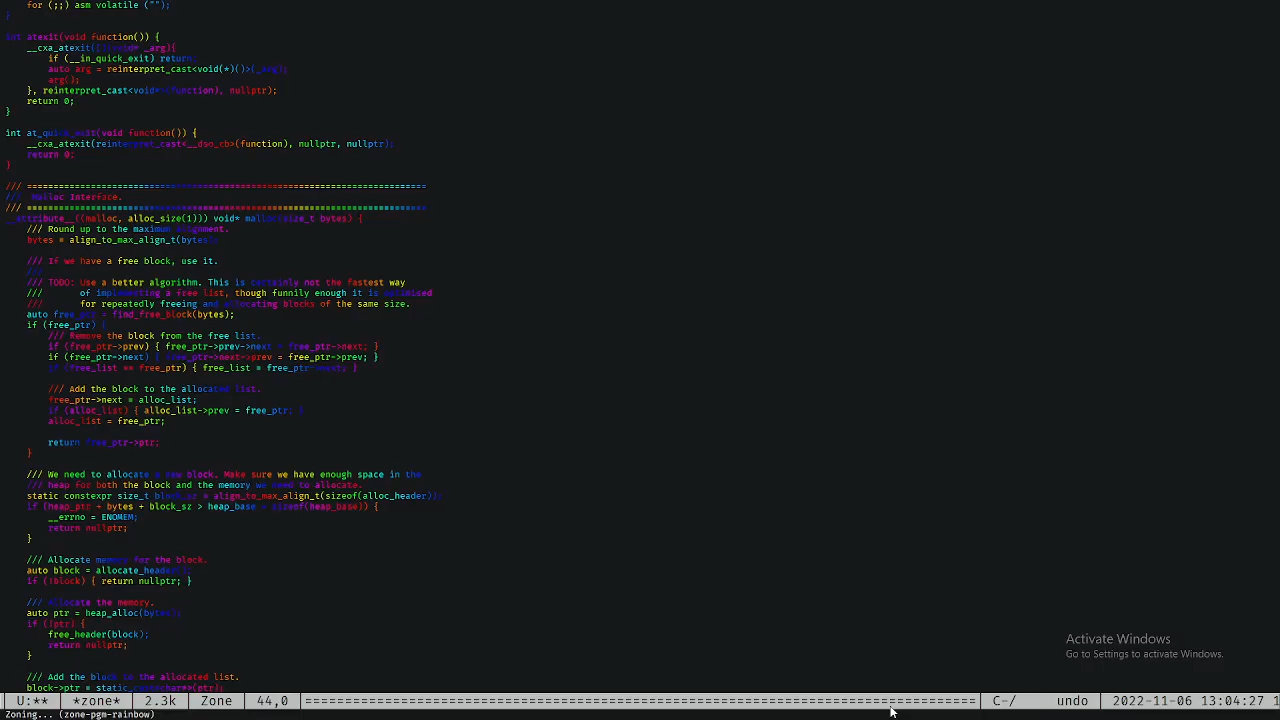 for (;;) asm volatile ("");
}

int atexit(void function()) {
    __cxa_atexit([](void* _arg){
        if (__in_quick_exit) return;
        auto arg = reinterpret_cast<void(*)()>(_arg);
        arg();
    }, reinterpret_cast<void*>(function), nullptr);
    return 0;
}

int at_quick_exit(void function()) {
    __cxa_atexit(reinterpret_cast<__dso_cb>(function), nullptr, nullptr);
    return 0;
}

/// ===========================================================================
///  Malloc Interface.
/// ===========================================================================
__attribute__((malloc, alloc_size(1))) void* malloc(size_t bytes) {
    /// Round up to the maximum alignment.
    bytes = align_to_max_align_t(bytes);

    /// If we have a free block, use it.
    ///
    /// TODO: Use a better algorithm. This is certainly not the fastest way
    ///       of implementing a free list, though funnily enough it is optimised
    ///       for repeatedly freeing and allocating blocks of the same size.
    auto free_ptr = find_free_block(bytes);
    if (free_ptr) {
        /// Remove the block from the free list.
        if (free_ptr->prev) { free_ptr->prev->next = free_ptr->next; }
        if (free_ptr->next) { free_ptr->next->prev = free_ptr->prev; }
        if (free_list == free_ptr) { free_list = free_ptr->next; }

        /// Add the block to the allocated list.
        free_ptr->next = alloc_list;
        if (alloc_list) { alloc_list->prev = free_ptr; }
        alloc_list = free_ptr;

        return free_ptr->ptr;
    }

    /// We need to allocate a new block. Make sure we have enough space in the
    /// heap for both the block and the memory we need to allocate.
    static constexpr size_t block_sz = align_to_max_align_t(sizeof(alloc_header));
    if (heap_ptr + bytes + block_sz > heap_base + sizeof(heap_base)) {
        __errno = ENOMEM;
        return nullptr;
    }

    /// Allocate memory for the block.
    auto block = allocate_header();
    if (!block) { return nullptr; }

    /// Allocate the memory.
    auto ptr = heap_alloc(bytes);
    if (!ptr) {
        free_header(block);
        return nullptr;
    }

    /// Add the block to the allocated list.
    block->ptr = static_cast<char*>(ptr);
Activate Windows
Go to Settings to activate Windows.
U:** *zone* 2.3k Zone 44,0 C-/ undo 2022-11-06 13:04:27 1
Zoning... (zone-pgm-rainbow)